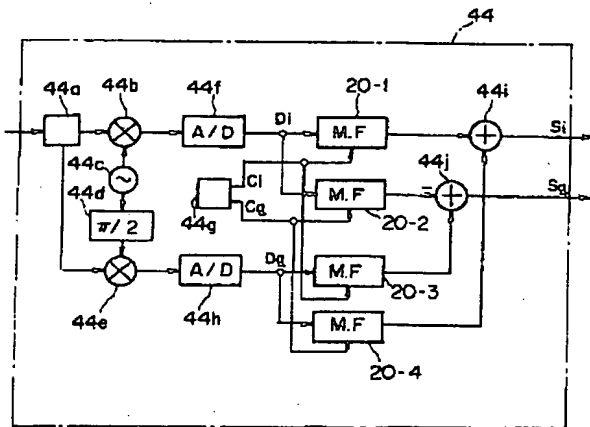 44
44a
44b
44f
20-1
44i
A/D
Di
M.F
+
Si
44c
~
44j
Ci
44d
Cq
M.F
−
+
Sq
π/2
44g
20-2
A/D
Dq
M.F
44e
44h
20-3
M.F
20-4